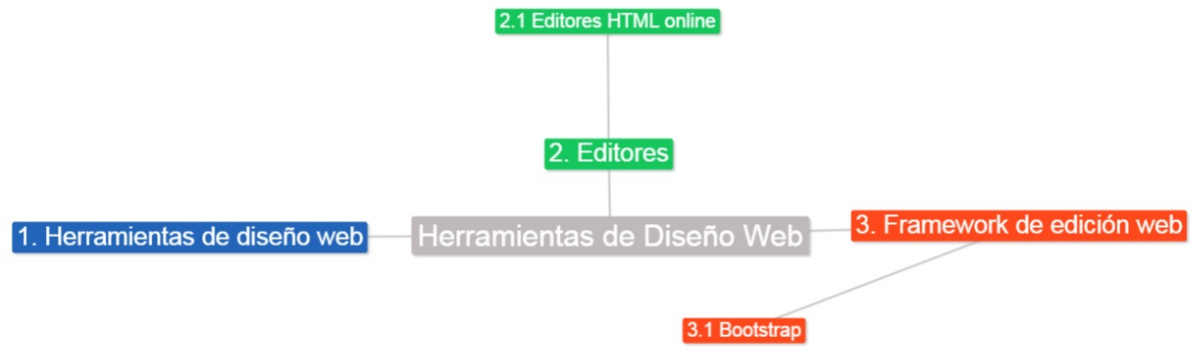 2.1 Editores HTML online
2. Editores
1. Herramientas de diseño web
Herramientas de Diseño Web
3. Framework de edición web
3.1 Bootstrap